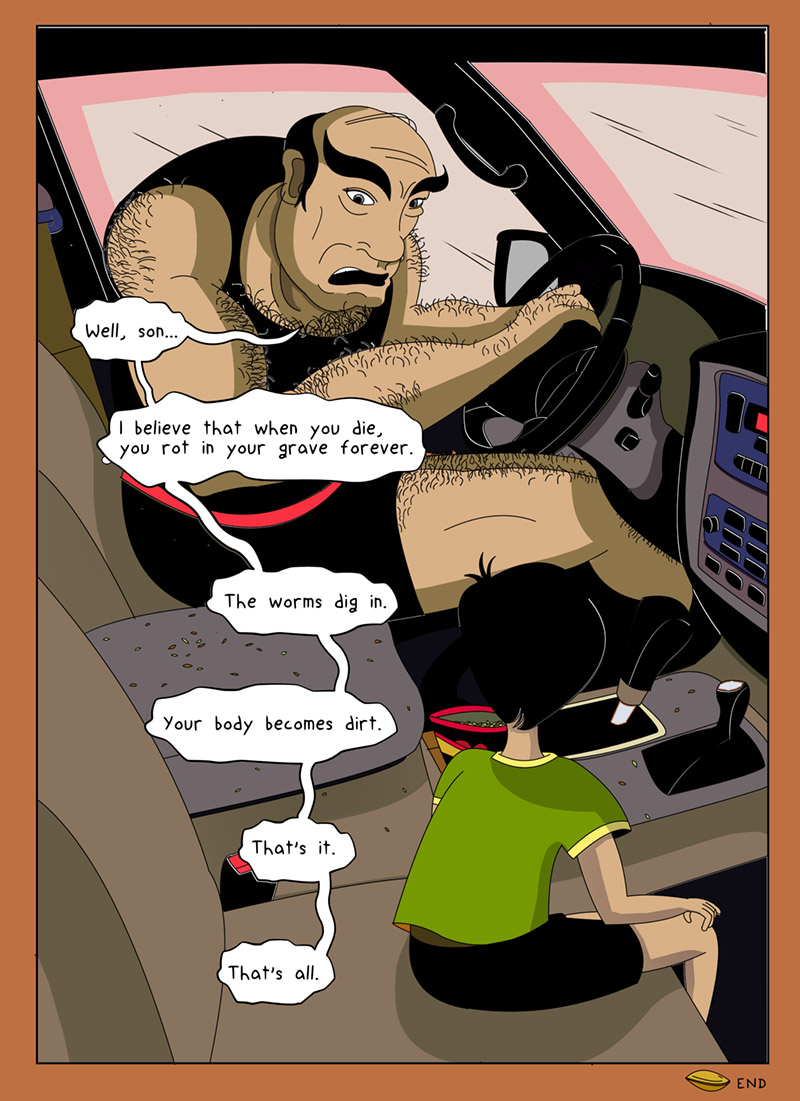 Well, son...
I believe that when you die,
you rot in your grave forever.
The worms dig in.
Your body becomes dirt.
That's it.
That's all.
END